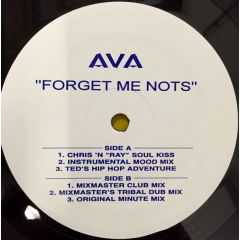 AVA
"FORGET ME NOTS"
SIDE A
1. CHRIS 'N "RAY" SOUL KISS
2. INSTRUMENTAL MOOD MIX
3. TED'S HIP HOP ADVENTURE
SIDE B
1. MIXMASTER CLUB MIX
2. MIXMASTER'S TRIBAL DUB MIX
3. ORIGINAL MINUTE MIX